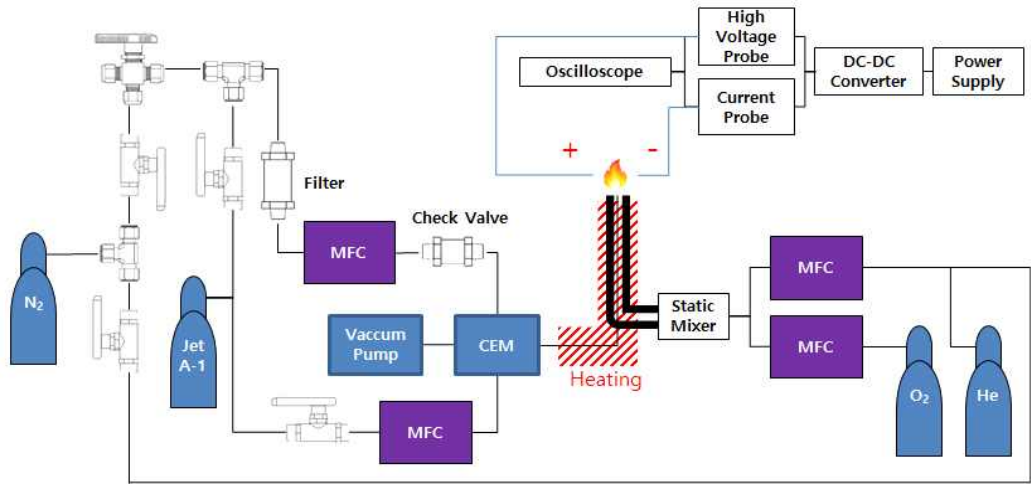 High
Voltage
Probe
Oscilloscope
DC-DC
Converter
Power
Supply
Current
Probe
+
-
Filter
Check Valve
MFC
MFC
N2
Static
Mixer
Jet
A-1
Vaccum
Pump
CEM
MFC
Heating
O2
He
MFC